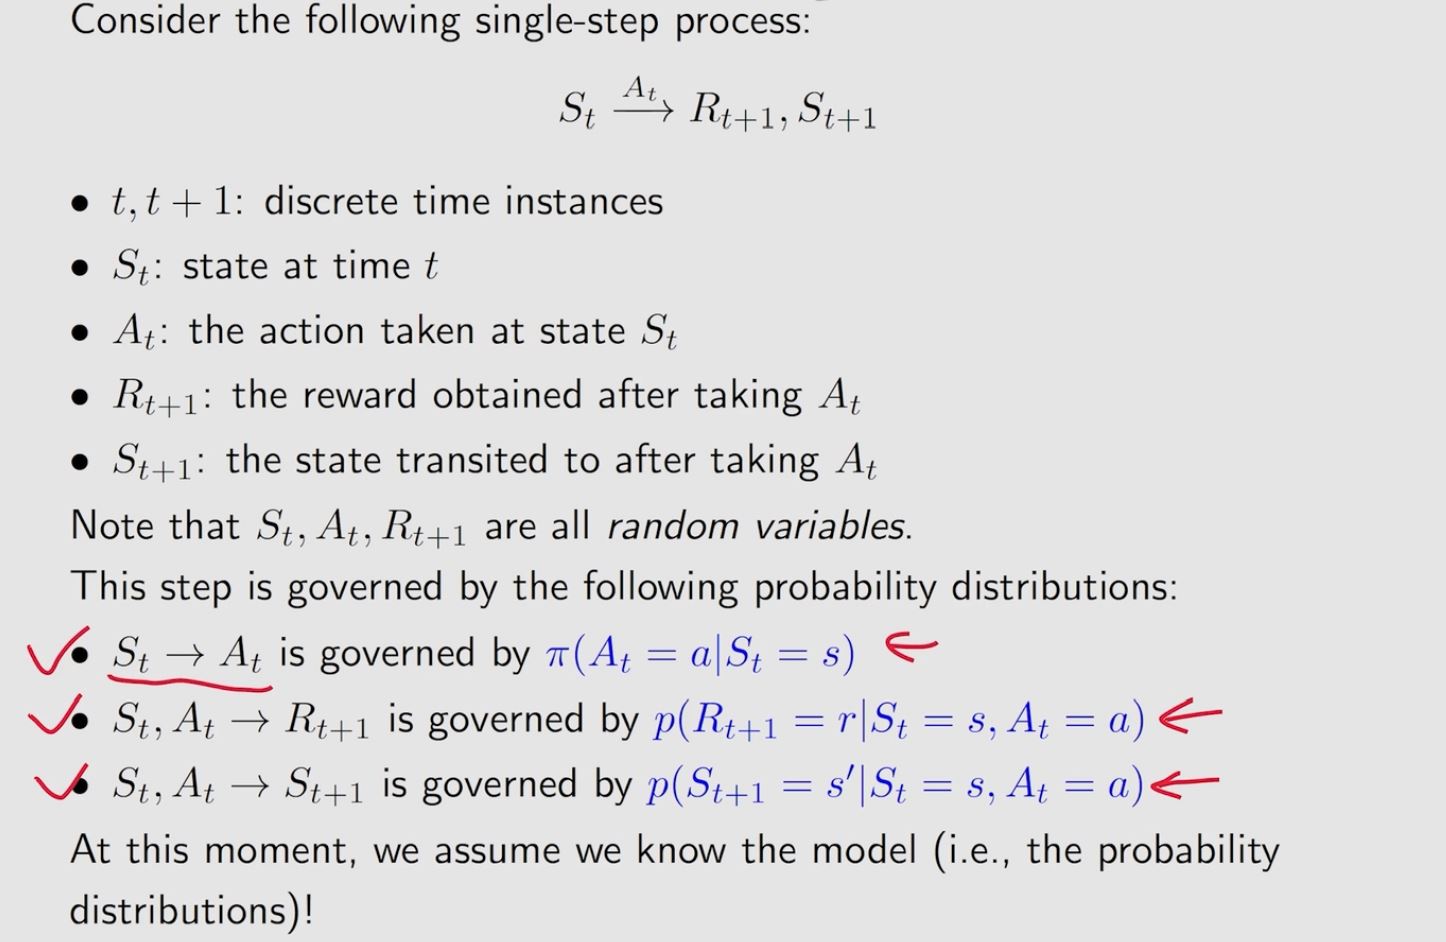 Consider the following single-step process:
S_t \xrightarrow{A_t} R_{t+1}, S_{t+1}
• t, t + 1: discrete time instances
• S_t: state at time t
• A_t: the action taken at state S_t
• R_{t+1}: the reward obtained after taking A_t
• S_{t+1}: the state transited to after taking A_t
Note that S_t, A_t, R_{t+1} are all random variables.
This step is governed by the following probability distributions:
• S_t → A_t is governed by π(A_t = a|S_t = s)
• S_t, A_t → R_{t+1} is governed by p(R_{t+1} = r|S_t = s, A_t = a)
• S_t, A_t → S_{t+1} is governed by p(S_{t+1} = s′|S_t = s, A_t = a)
At this moment, we assume we know the model (i.e., the probability
distributions)!